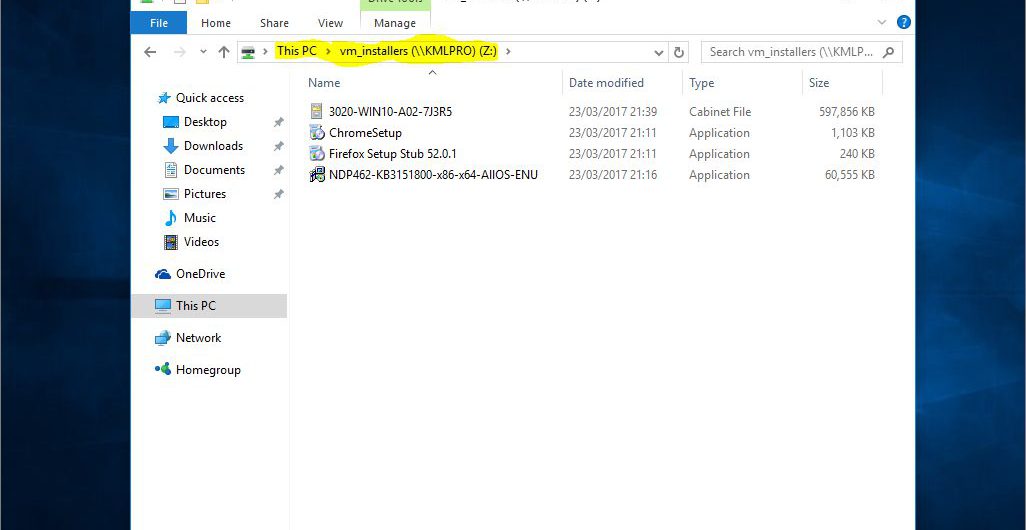 Drive Tools
File Home Share View Manage
This PC vm_installers (\\KMLPRO) (Z:) Search vm_installers (\\KMLP...
Name Date modified Type Size
Quick access
Desktop
Downloads
Documents
Pictures
Music
Videos
OneDrive
This PC
Network
Homegroup
3020-WIN10-A02-7J3R5 23/03/2017 21:39 Cabinet File 597,856 KB
ChromeSetup 23/03/2017 21:11 Application 1,103 KB
Firefox Setup Stub 52.0.1 23/03/2017 21:11 Application 240 KB
NDP462-KB3151800-x86-x64-AllOS-ENU 23/03/2017 21:16 Application 60,555 KB